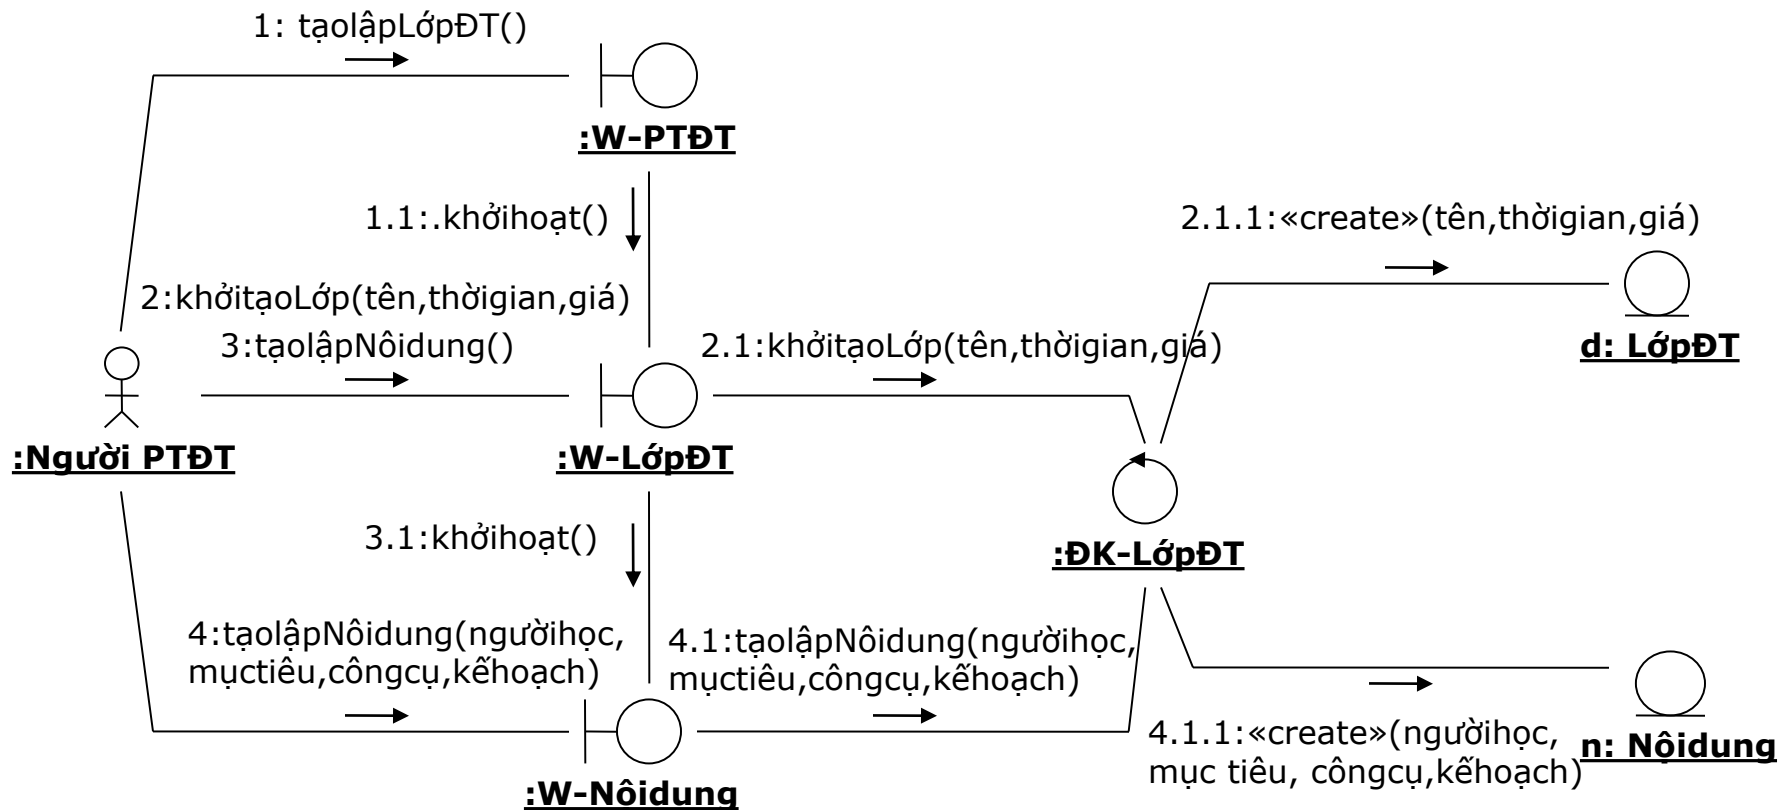 1: tạolậpLớpĐT()
:W-PTĐT
1.1:.khởihoạt()
2.1.1:«create»(tên,thờigian,giá)
2:khởitạoLớp(tên,thờigian,giá)
3:tạolậpNôidung()
2.1:khởitạoLớp(tên,thờigian,giá)
d: LớpĐT
:Người PTĐT
:W-LớpĐT
3.1:khởihoạt()
:ĐK-LớpĐT
4:tạolậpNôidung(ngườihọc,
mụctiêu,côngcụ,kếhoạch)
4.1:tạolậpNôidung(ngườihọc,
mụctiêu,côngcụ,kếhoạch)
4.1.1:«create»(ngườihọc,
mục tiêu, côngcụ,kếhoạch)
n: Nộidung
:W-Nôidung